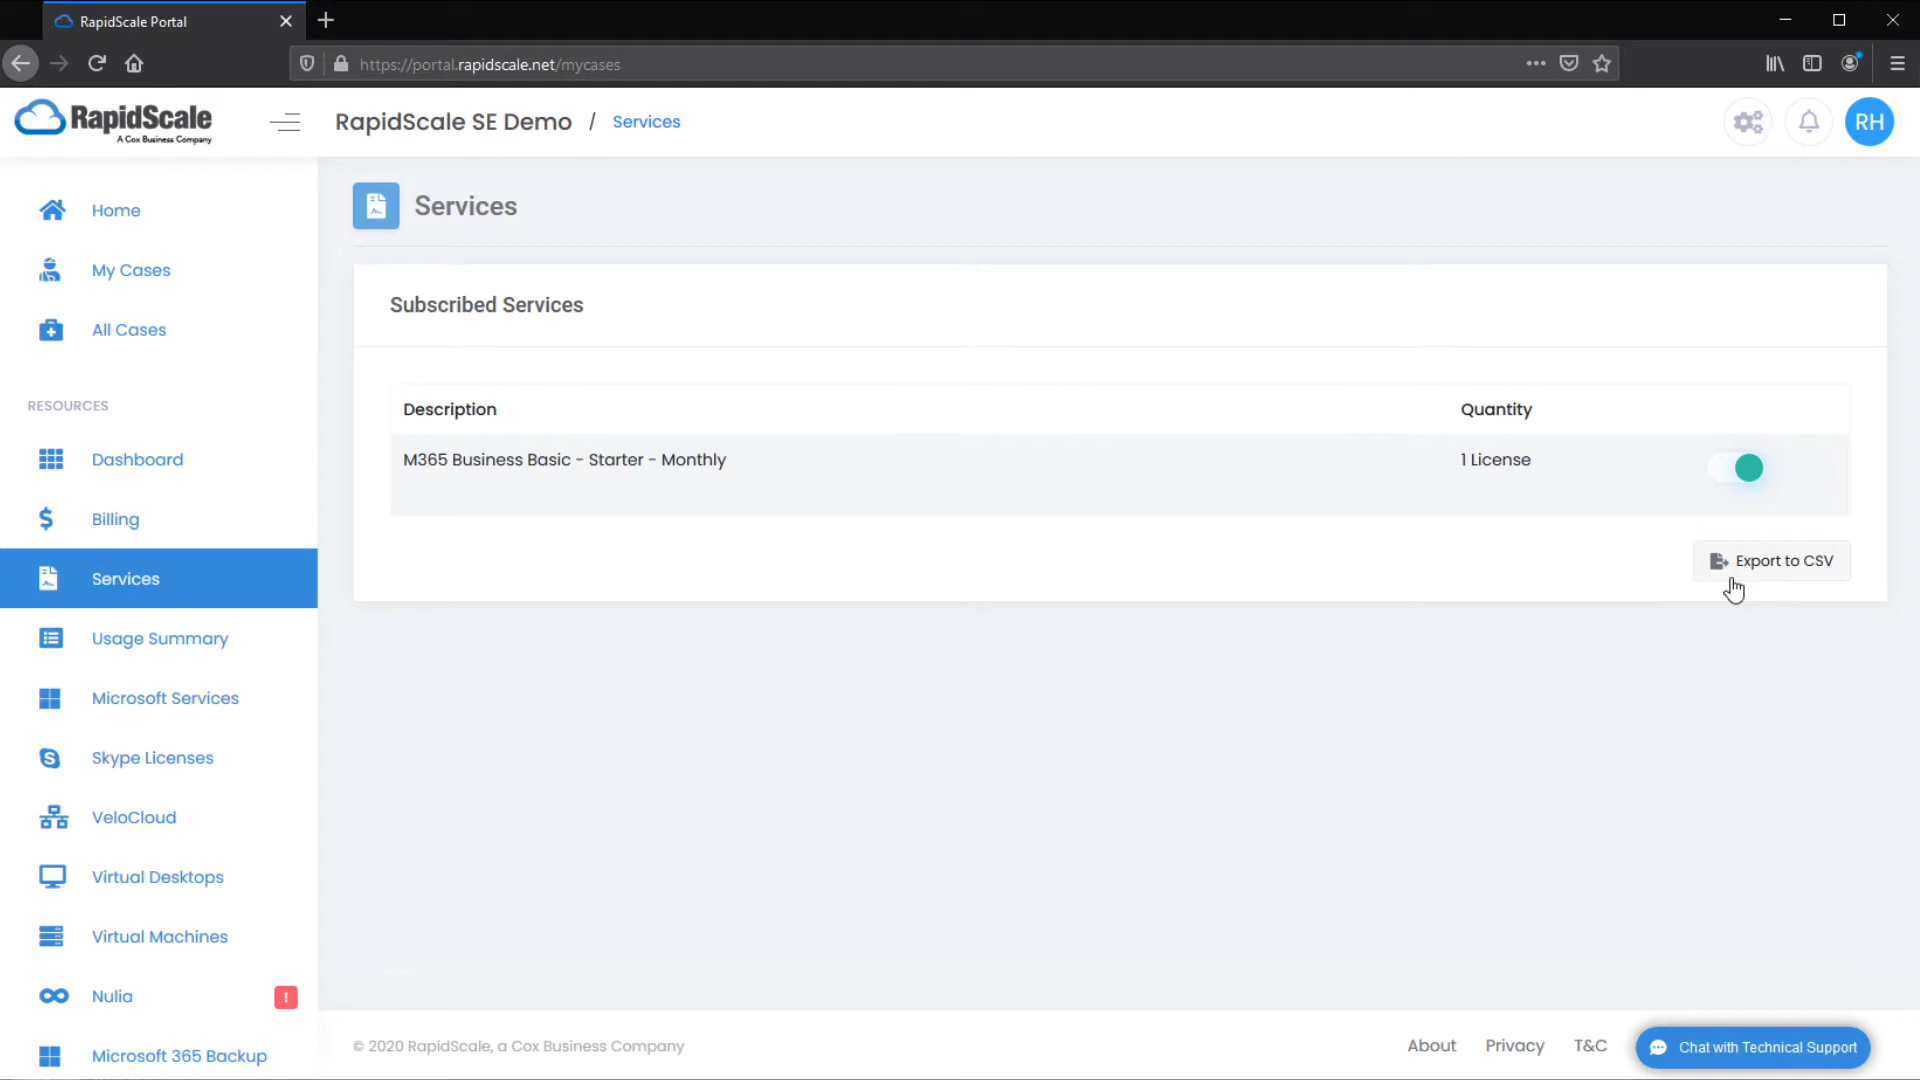 RapidScale Portal
https://portal.rapidscale.net/mycases
RapidScale
A Cox Business Company
RapidScale SE Demo / Services
RH
Home
My Cases
All Cases
RESOURCES
Dashboard
Billing
Services
Usage Summary
Microsoft Services
Skype Licenses
VeloCloud
Virtual Desktops
Virtual Machines
Nulia !
Microsoft 365 Backup
Services
Subscribed Services
Description Quantity
M365 Business Basic - Starter - Monthly 1 License
Export to CSV
© 2020 RapidScale, a Cox Business Company
About Privacy T&C
Chat with Technical Support